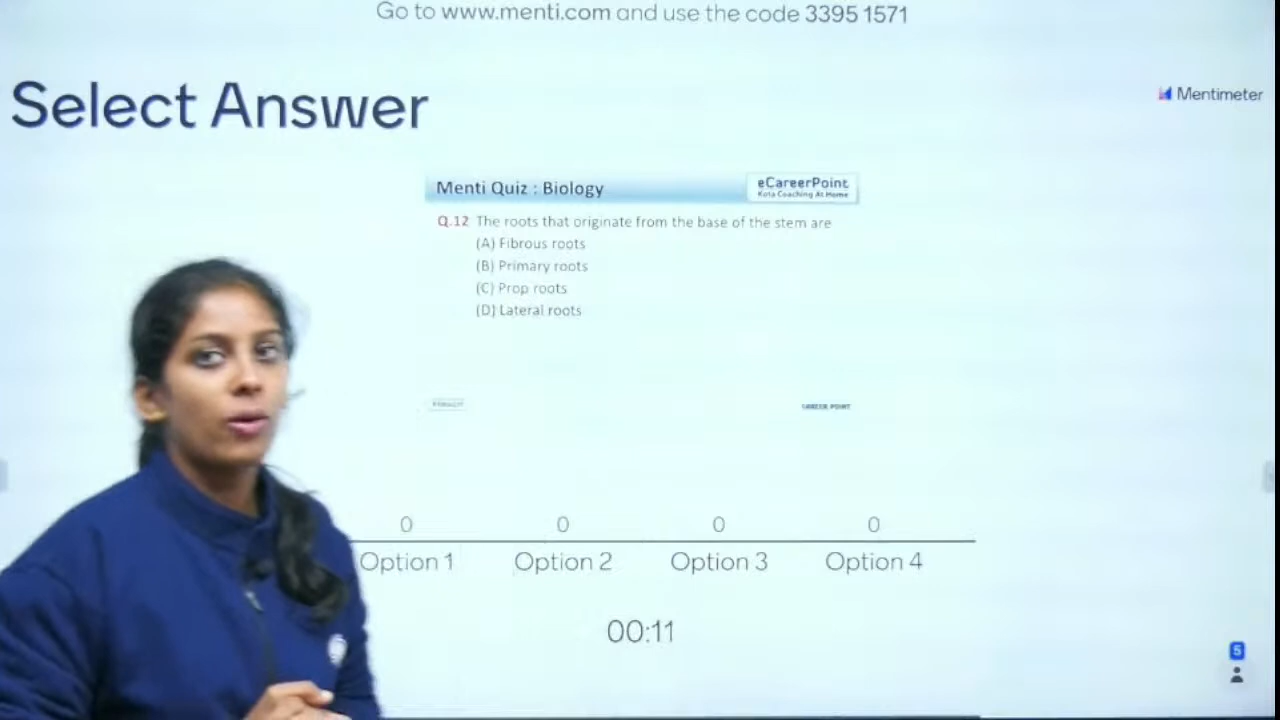 Go to www.menti.com and use the code 3395 1571
Select Answer
Mentimeter
Menti Quiz : Biology
eCareerPoint
Kota Coaching At Home
Q.12 The roots that originate from the base of the stem are
(A) Fibrous roots
(B) Primary roots
(C) Prop roots
(D) Lateral roots
CAREER POINT
0 0 0 0
Option 1 Option 2 Option 3 Option 4
00:11
5